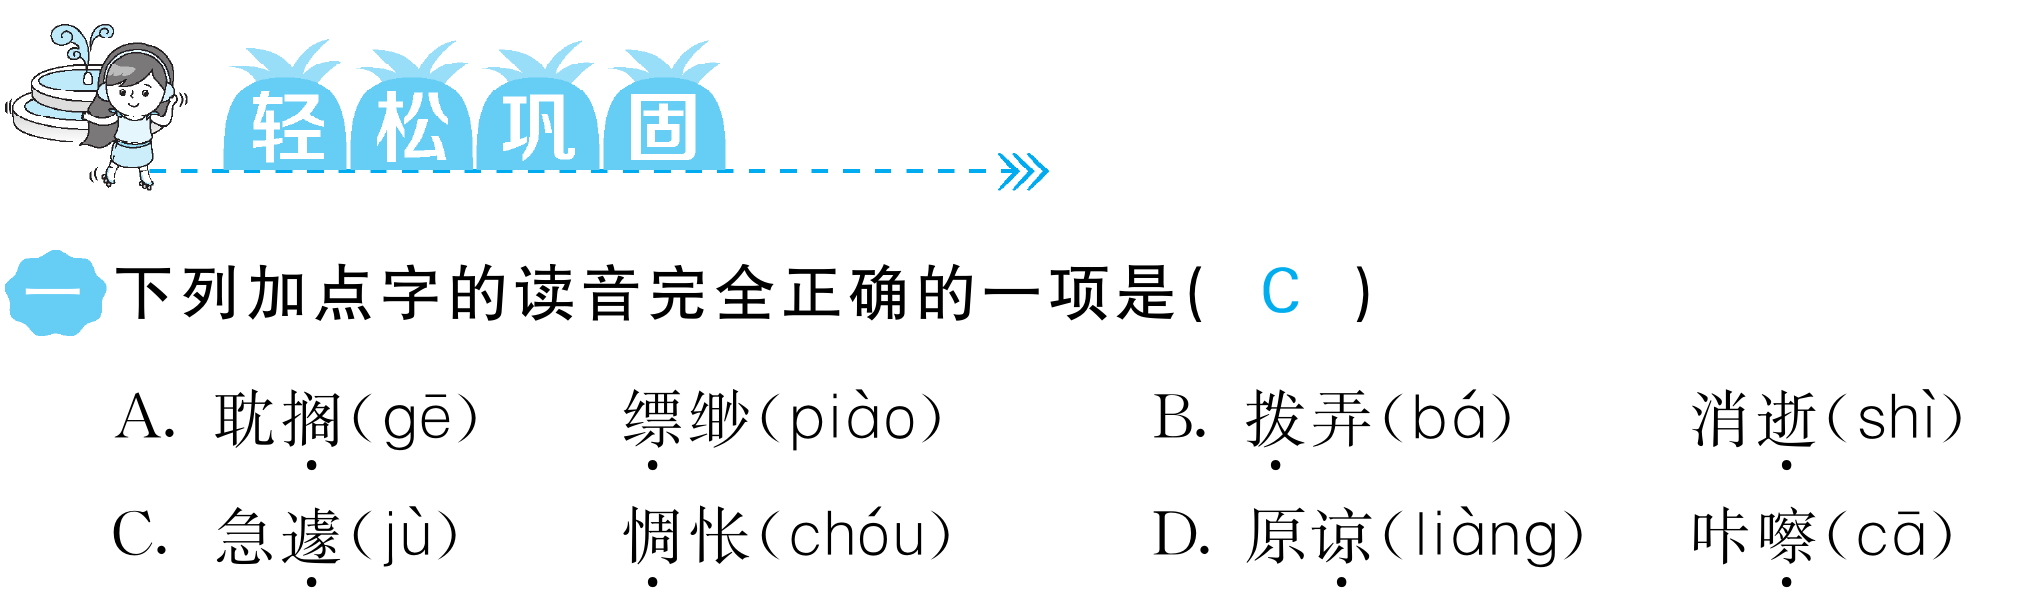 轻松巩固
一 下列加点字的读音完全正确的一项是( C )
A. 耽搁(gē) 缥缈(piào) B. 拨弄(bá) 消逝(shì)
C. 急遽(jù) 惆怅(chóu) D. 原谅(liàng) 咔嚓(cā)